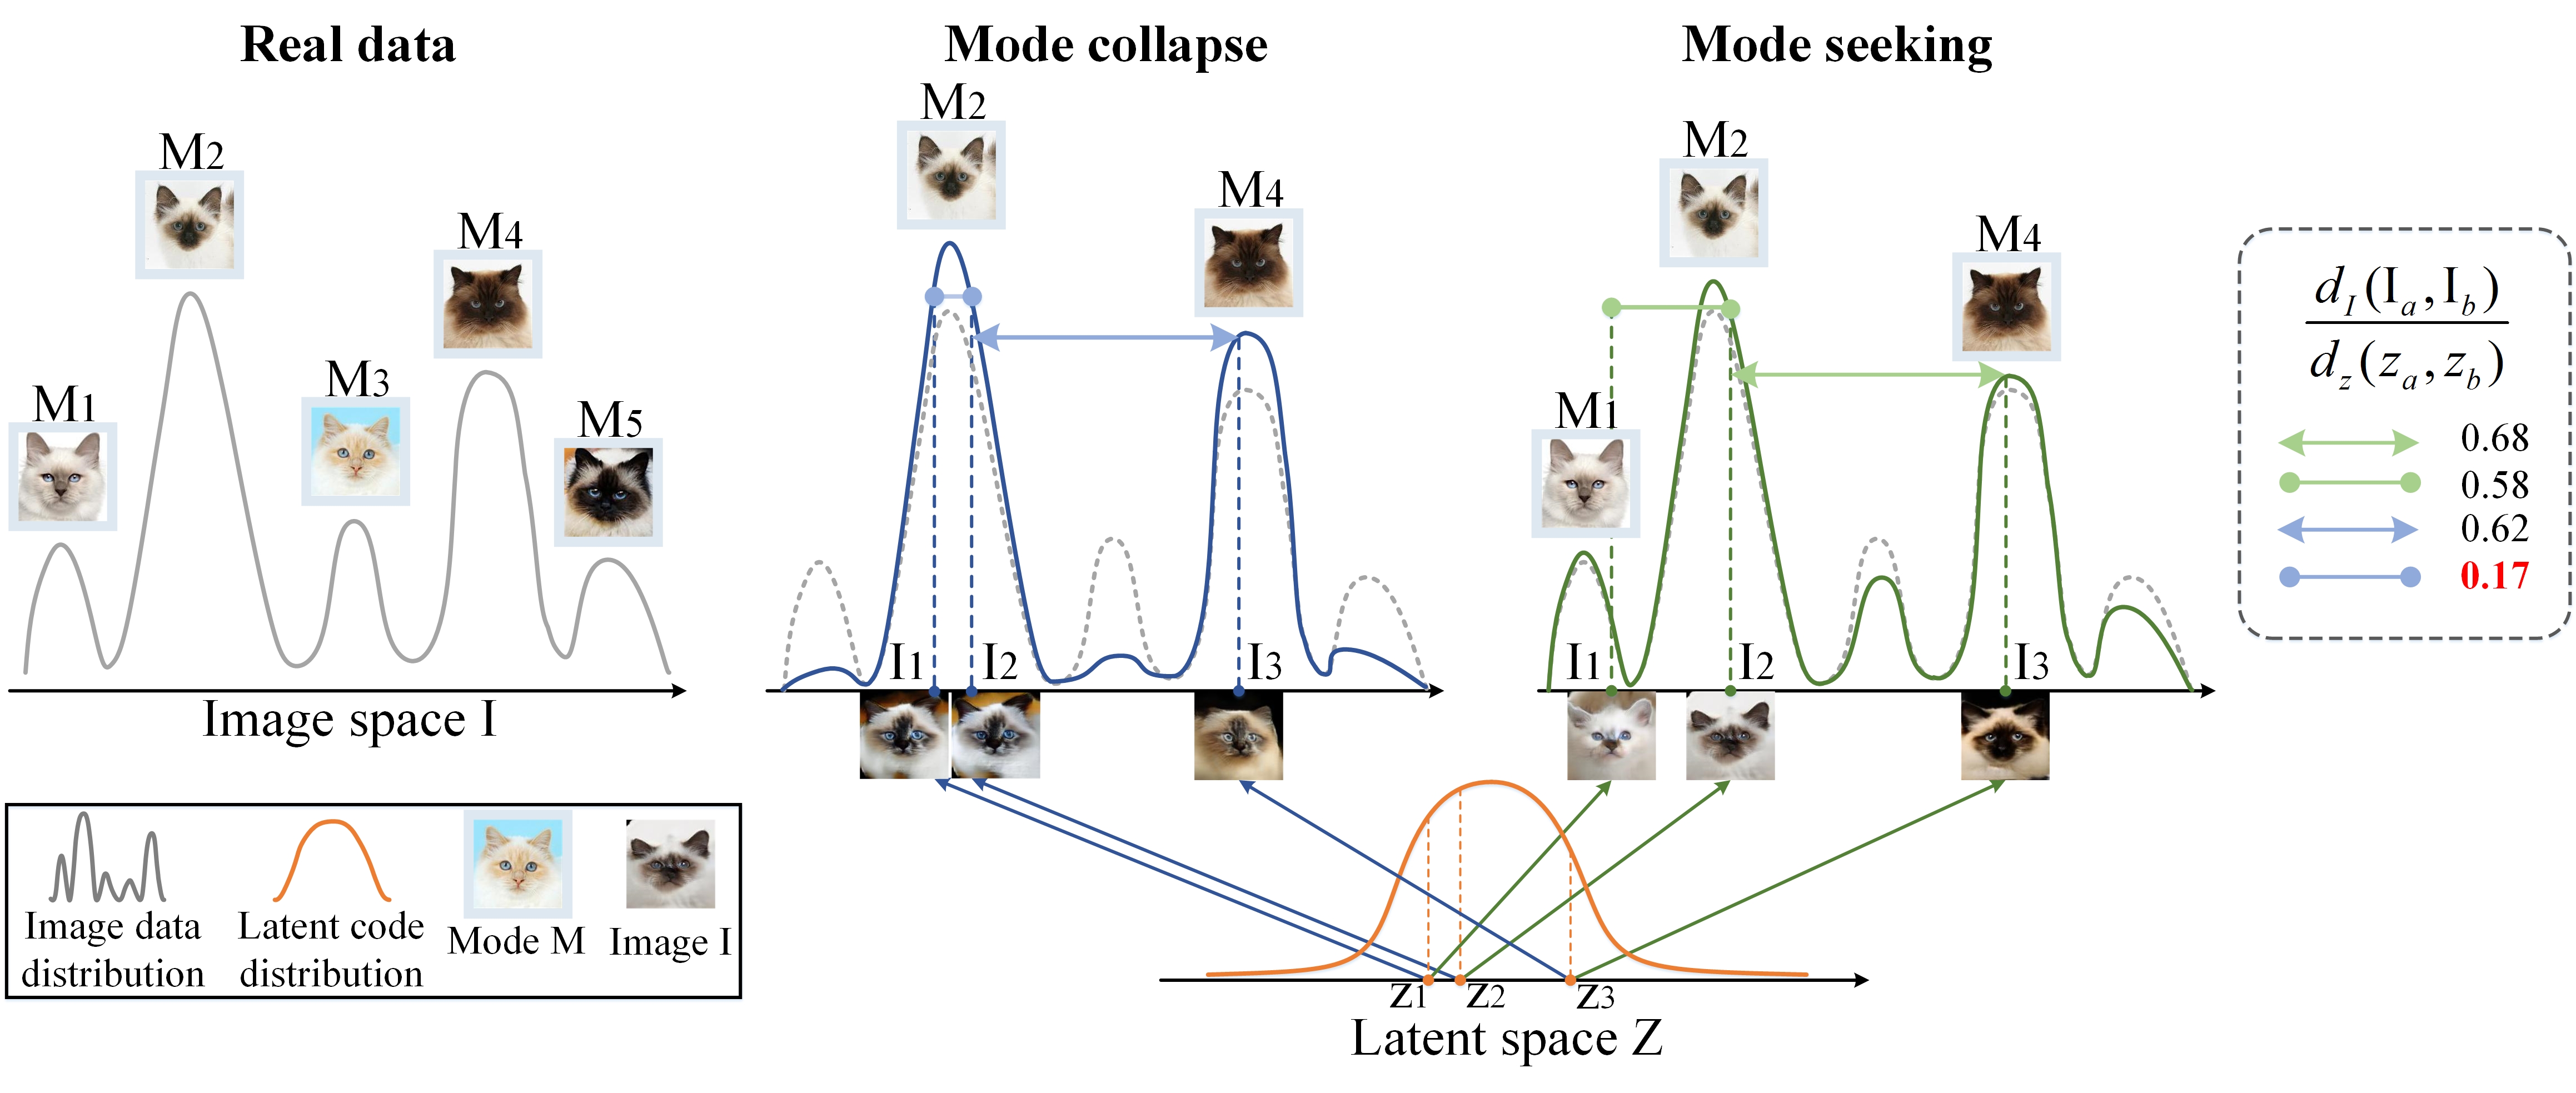 Real data
M1
M2
M3
M4
M5
Image space I
Image data
distribution
Latent code
distribution
Mode M
Image I
Mode collapse
M2
M4
I1
I2
I3
Mode seeking
M1
M2
M4
I1
I2
I3
z1
z2
z3
Latent space Z
d_I(I_a, I_b)
d_z(z_a, z_b)
0.68
0.58
0.62
0.17